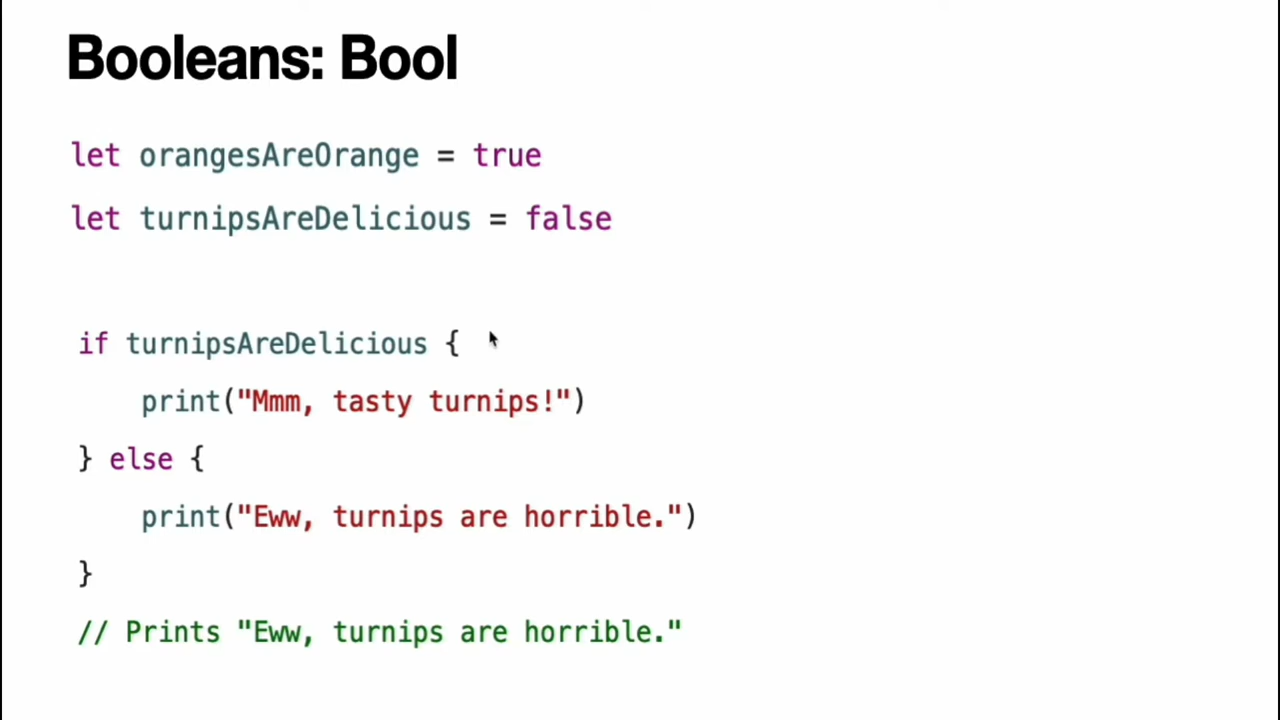 Booleans: Bool
let orangesAreOrange = true
let turnipsAreDelicious = false
if turnipsAreDelicious {
    print("Mmm, tasty turnips!")
} else {
    print("Eww, turnips are horrible.")
}
// Prints "Eww, turnips are horrible."